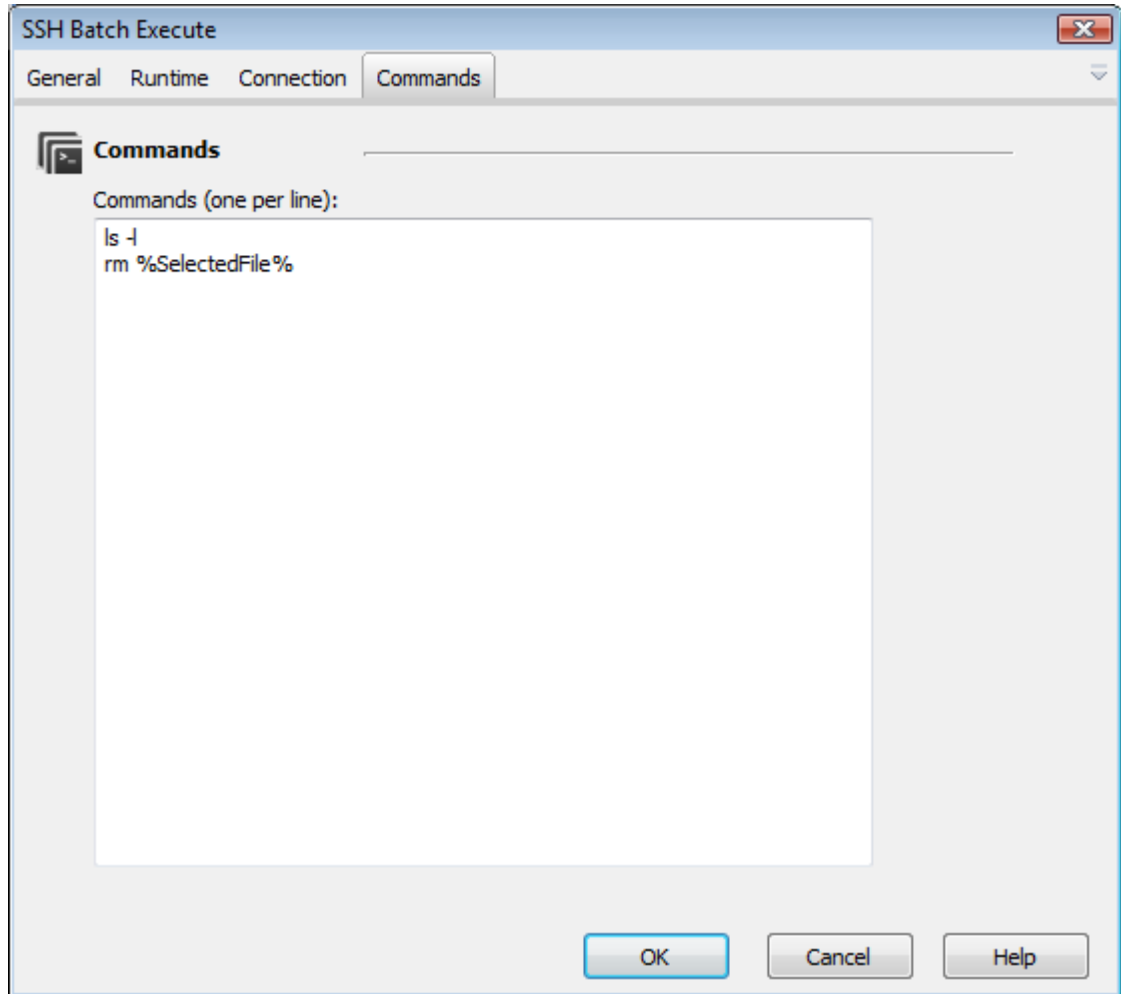 SSH Batch Execute
General Runtime Connection Commands
Commands
Commands (one per line):
ls -l
rm %SelectedFile%
OK Cancel Help